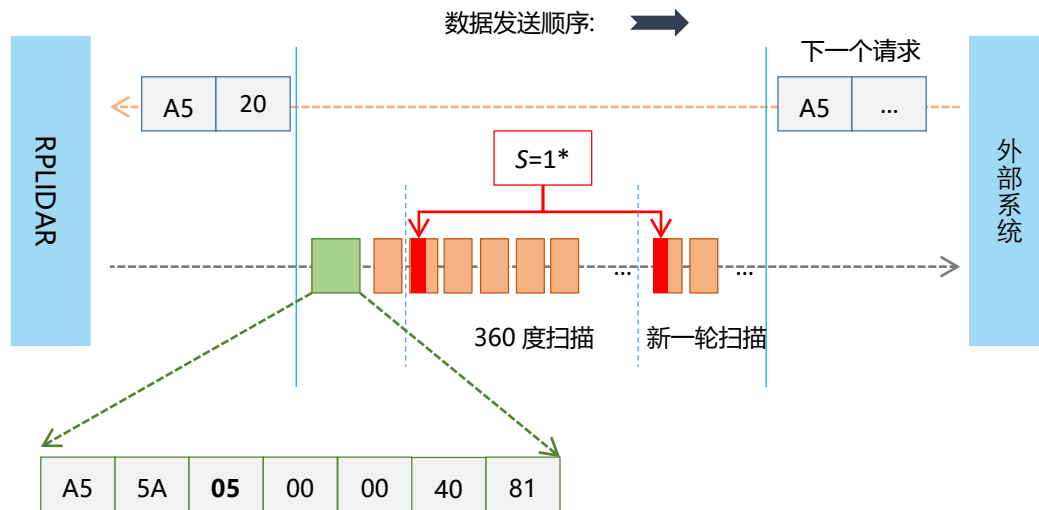 数据发送顺序:
下一个请求
A5 20
A5 ...
RPLIDAR
外部系统
S=1*
... ...
360 度扫描
新一轮扫描
A5 5A 05 00 00 40 81